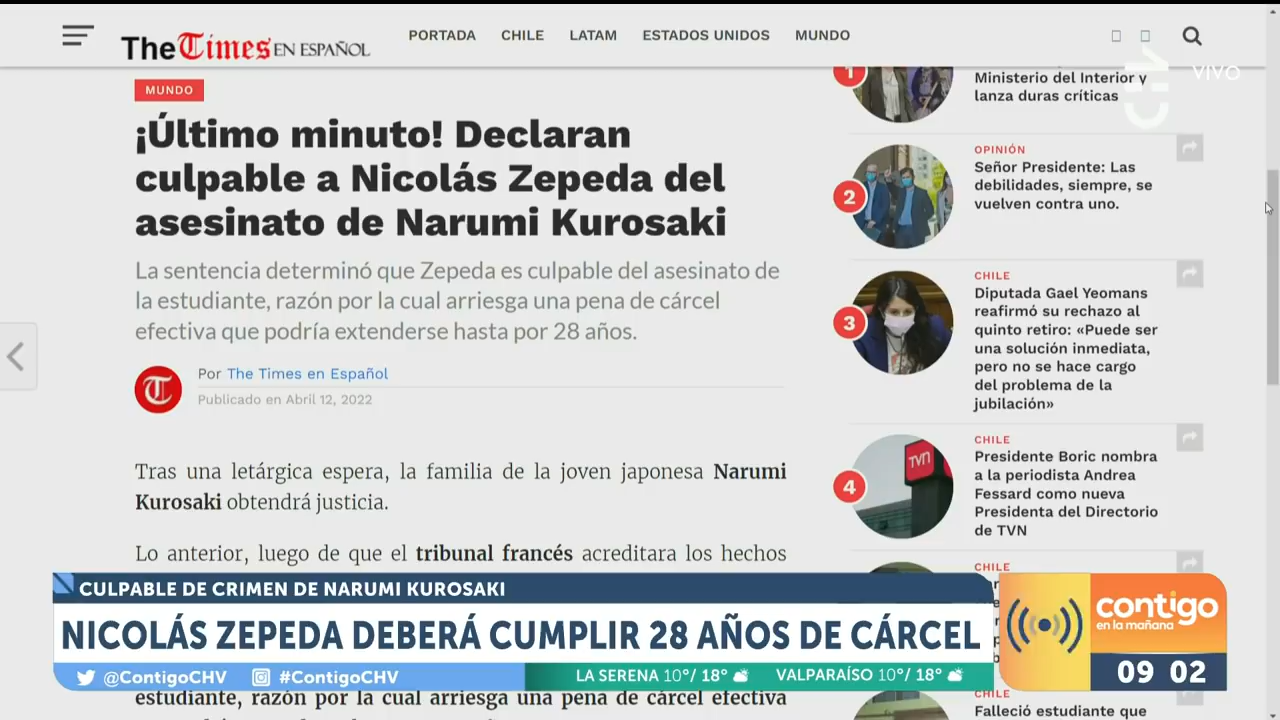 The Times EN ESPAÑOL
PORTADA CHILE LATAM ESTADOS UNIDOS MUNDO
CHV VIVO
MUNDO
¡Último minuto! Declaran
culpable a Nicolás Zepeda del
asesinato de Narumi Kurosaki
La sentencia determinó que Zepeda es culpable del asesinato de
la estudiante, razón por la cual arriesga una pena de cárcel
efectiva que podría extenderse hasta por 28 años.
Por The Times en Español
Publicado en Abril 12, 2022
Tras una letárgica espera, la familia de la joven japonesa Narumi
Kurosaki obtendrá justicia.
Lo anterior, luego de que el tribunal francés acreditara los hechos
estudiante, razón por la cual arriesga una pena de cárcel efectiva
1
Ministerio del Interior y
lanza duras críticas
2
OPINIÓN
Señor Presidente: Las
debilidades, siempre, se
vuelven contra uno.
3
CHILE
Diputada Gael Yeomans
reafirmó su rechazo al
quinto retiro: «Puede ser
una solución inmediata,
pero no se hace cargo
del problema de la
jubilación»
4
TVN
CHILE
Presidente Boric nombra
a la periodista Andrea
Fessard como nueva
Presidenta del Directorio
de TVN
CHILE
CHILE
Falleció estudiante que
CULPABLE DE CRIMEN DE NARUMI KUROSAKI
NICOLÁS ZEPEDA DEBERÁ CUMPLIR 28 AÑOS DE CÁRCEL
@ContigoCHV #ContigoCHV
LA SERENA 10°/ 18° VALPARAÍSO 10°/ 18°
contigo
en la mañana
09 02